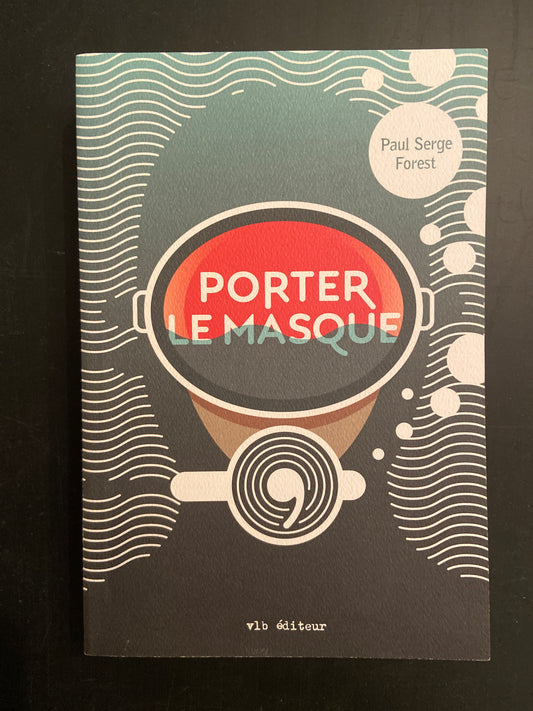 Paul Serge
Forest
PORTER
LE MASQUE
vlb éditeur